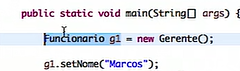 public static void main(String[] args) {
Funcionario g1 = new Gerente();
g1.setNome("Marcos");